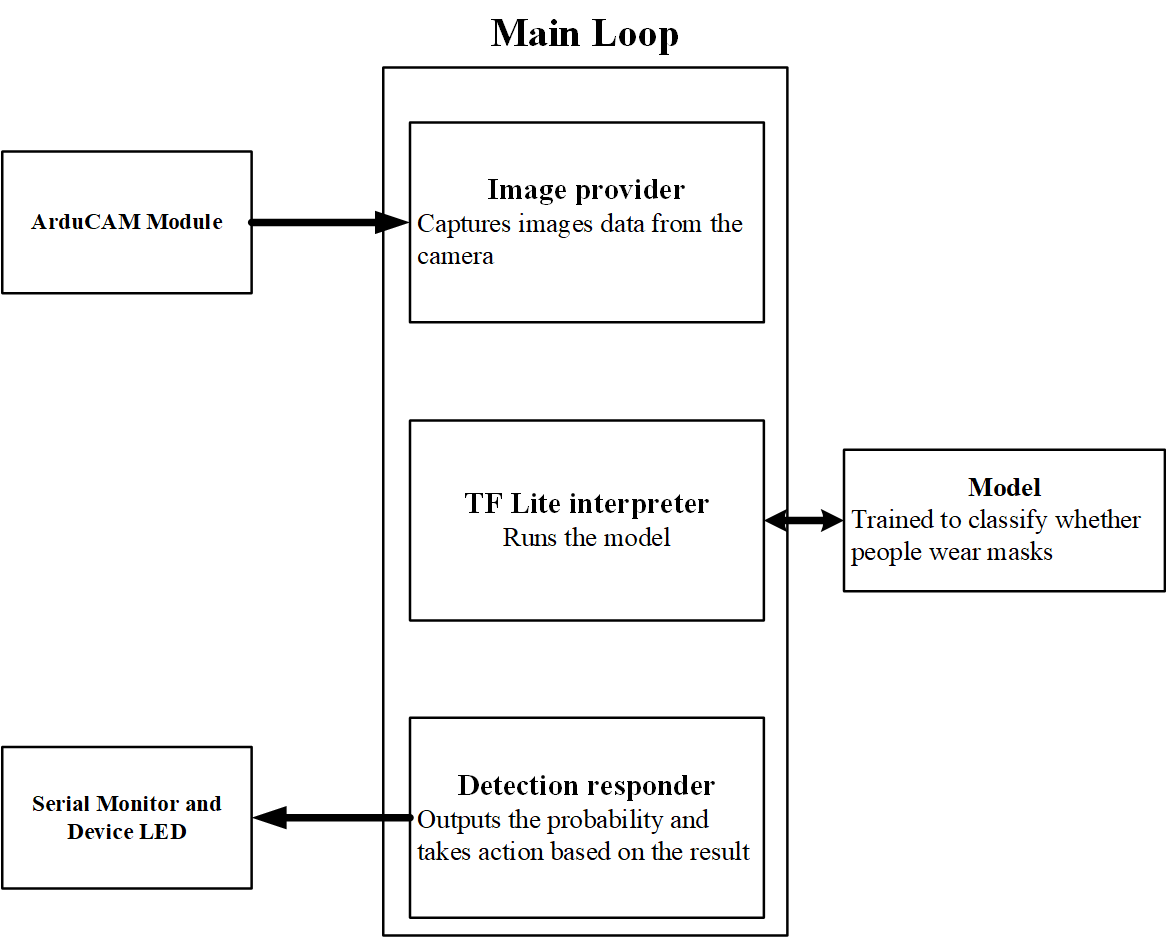 Main Loop
Image provider
Captures images data from the
camera
ArduCAM Module
TF Lite interpreter
Runs the model
Model
Trained to classify whether
people wear masks
Detection responder
Outputs the probability and
takes action based on the result
Serial Monitor and
Device LED